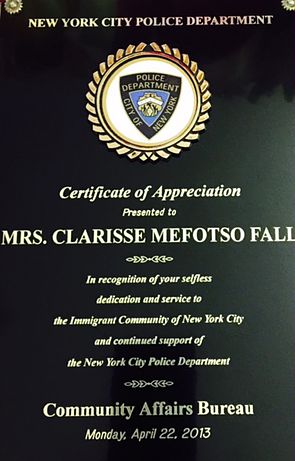 NEW YORK CITY POLICE DEPARTMENT
POLICE
DEPARTMENT
CITY OF NEW YORK
Certificate of Appreciation
Presented to
MRS. CLARISSE MEFOTSO FALL
In recognition of your selfless
dedication and service to
the Immigrant Community of New York City
and continued support of
the New York City Police Department
Community Affairs Bureau
Monday, April 22, 2013